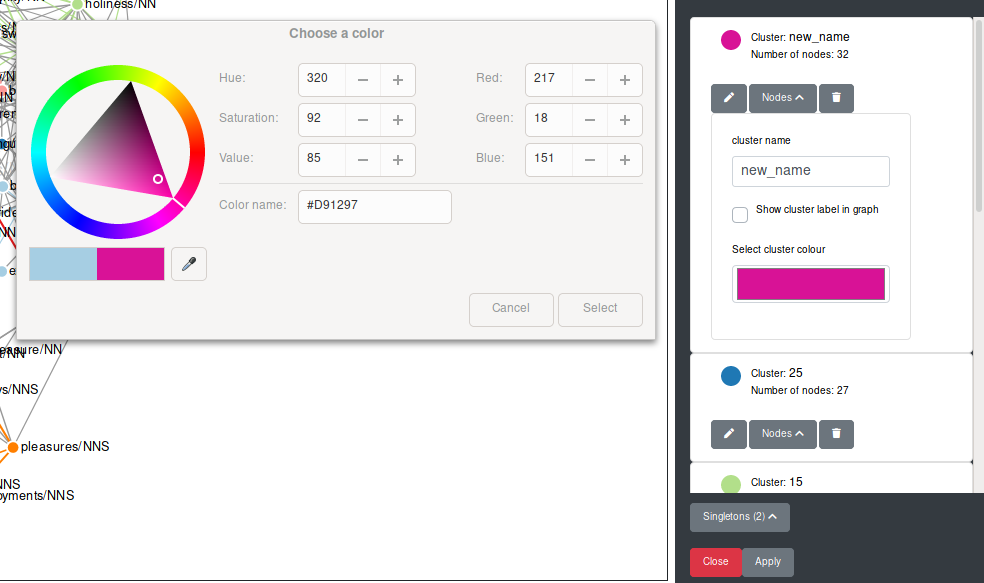 holiness/NN
Choose a color
Hue:
320
Red:
217
Saturation:
92
Green:
18
Value:
85
Blue:
151
Color name:
#D91297
Cancel
Select
easure/NN
s/NNS
pleasures/NNS
NNS
oyments/NNS
Cluster: new_name
Number of nodes: 32
Nodes
cluster name
new_name
Show cluster label in graph
Select cluster colour
Cluster: 25
Number of nodes: 27
Nodes
Cluster: 15
Singletons (2)
Close
Apply